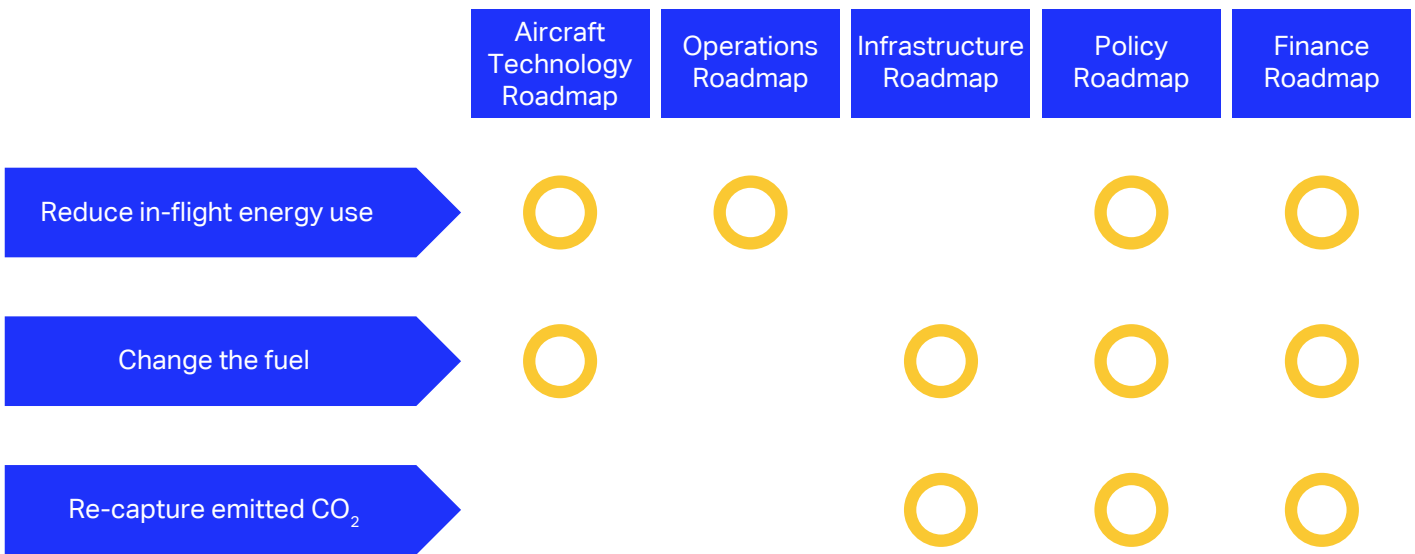 Aircraft
Technology
Roadmap
Operations
Roadmap
Infrastructure
Roadmap
Policy
Roadmap
Finance
Roadmap
Reduce in-flight energy use
Change the fuel
Re-capture emitted CO₂